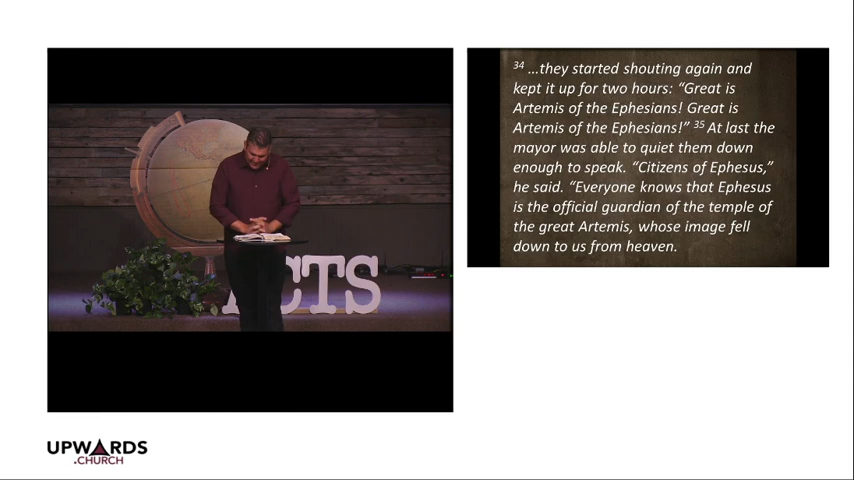 ³⁴ …they started shouting again and
kept it up for two hours: “Great is
Artemis of the Ephesians! Great is
Artemis of the Ephesians!” ³⁵ At last the
mayor was able to quiet them down
enough to speak. “Citizens of Ephesus,”
he said. “Everyone knows that Ephesus
is the official guardian of the temple of
the great Artemis, whose image fell
down to us from heaven.
ACTS
UPWARDS
.CHURCH